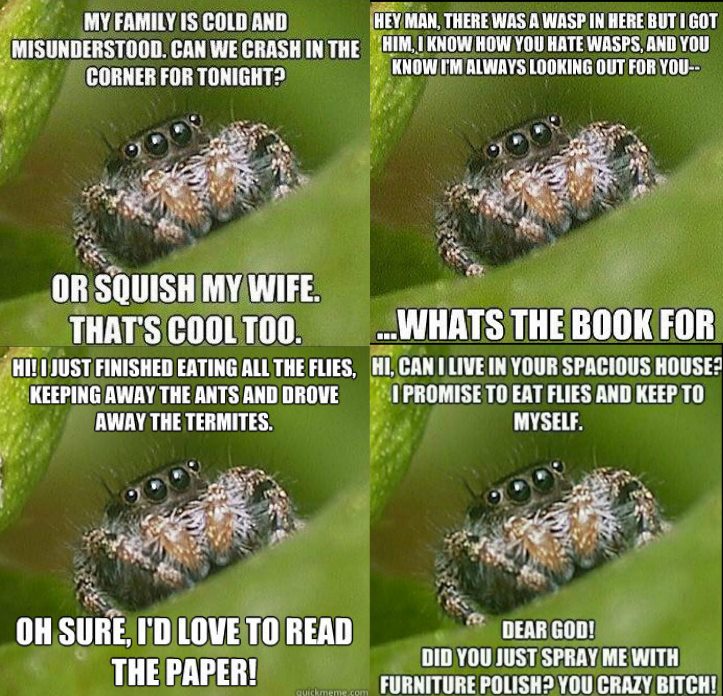 MY FAMILY IS COLD AND
MISUNDERSTOOD. CAN WE CRASH IN THE
CORNER FOR TONIGHT?
OR SQUISH MY WIFE.
THAT'S COOL TOO.
HEY MAN, THERE WAS A WASP IN HERE BUT I GOT
HIM, I KNOW HOW YOU HATE WASPS, AND YOU
KNOW I'M ALWAYS LOOKING OUT FOR YOU--
...WHATS THE BOOK FOR
HI! I JUST FINISHED EATING ALL THE FLIES,
KEEPING AWAY THE ANTS AND DROVE
AWAY THE TERMITES.
OH SURE, I'D LOVE TO READ
THE PAPER!
quickmeme.com
HI, CAN I LIVE IN YOUR SPACIOUS HOUSE?
I PROMISE TO EAT FLIES AND KEEP TO
MYSELF.
DEAR GOD!
DID YOU JUST SPRAY ME WITH
FURNITURE POLISH? YOU CRAZY BITCH!